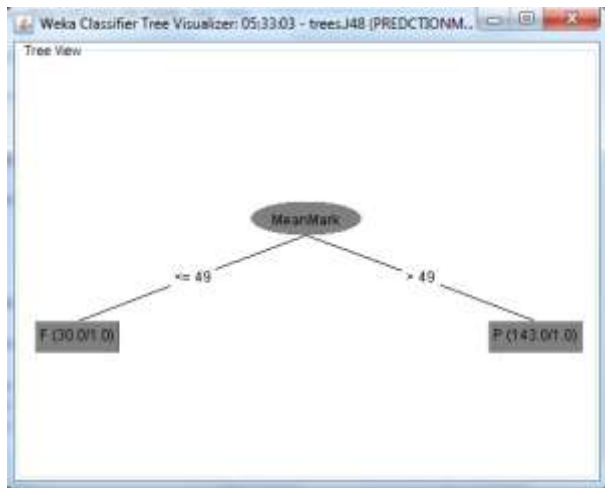 Weka Classifier Tree Visualizer: 05:33:03 - trees.J48 (PREDCTIONM...
Tree View
MeanMark
<= 49
> 49
F (30.0/1.0)
P (143.0/1.0)